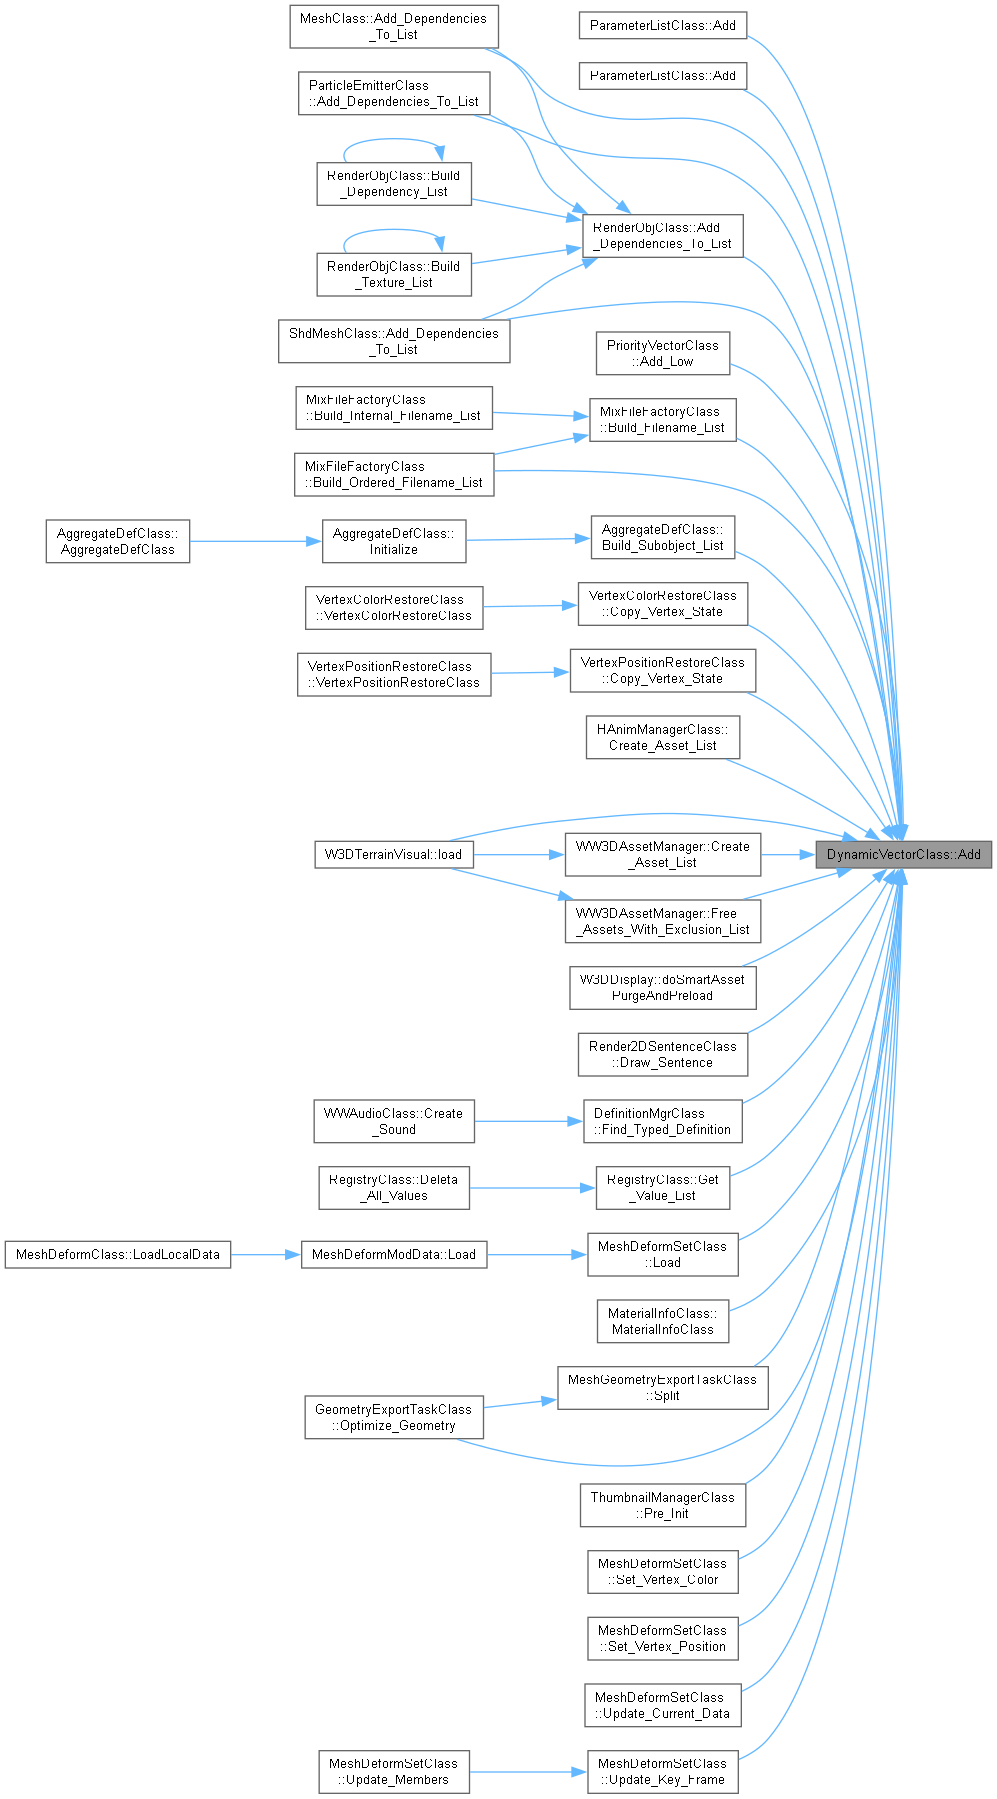 MeshClass::Add_Dependencies
_To_List
ParameterListClass::Add
ParameterListClass::Add
ParticleEmitterClass
::Add_Dependencies_To_List
RenderObjClass::Build
_Dependency_List
RenderObjClass::Add
_Dependencies_To_List
RenderObjClass::Build
_Texture_List
ShdMeshClass::Add_Dependencies
_To_List
PriorityVectorClass
::Add_Low
MixFileFactoryClass
::Build_Internal_Filename_List
MixFileFactoryClass
::Build_Filename_List
MixFileFactoryClass
::Build_Ordered_Filename_List
AggregateDefClass::
AggregateDefClass
AggregateDefClass::
Initialize
AggregateDefClass::
Build_Subobject_List
VertexColorRestoreClass
::VertexColorRestoreClass
VertexColorRestoreClass
::Copy_Vertex_State
VertexPositionRestoreClass
::VertexPositionRestoreClass
VertexPositionRestoreClass
::Copy_Vertex_State
HAnimManagerClass::
Create_Asset_List
W3DTerrainVisual::load
WW3DAssetManager::Create
_Asset_List
DynamicVectorClass::Add
WW3DAssetManager::Free
_Assets_With_Exclusion_List
W3DDisplay::doSmartAsset
PurgeAndPreload
Render2DSentenceClass
::Draw_Sentence
WWAudioClass::Create
_Sound
DefinitionMgrClass
::Find_Typed_Definition
RegistryClass::Deleta
_All_Values
RegistryClass::Get
_Value_List
MeshDeformClass::LoadLocalData
MeshDeformModData::Load
MeshDeformSetClass
::Load
MaterialInfoClass::
MaterialInfoClass
MeshGeometryExportTaskClass
::Split
GeometryExportTaskClass
::Optimize_Geometry
ThumbnailManagerClass
::Pre_Init
MeshDeformSetClass
::Set_Vertex_Color
MeshDeformSetClass
::Set_Vertex_Position
MeshDeformSetClass
::Update_Current_Data
MeshDeformSetClass
::Update_Members
MeshDeformSetClass
::Update_Key_Frame